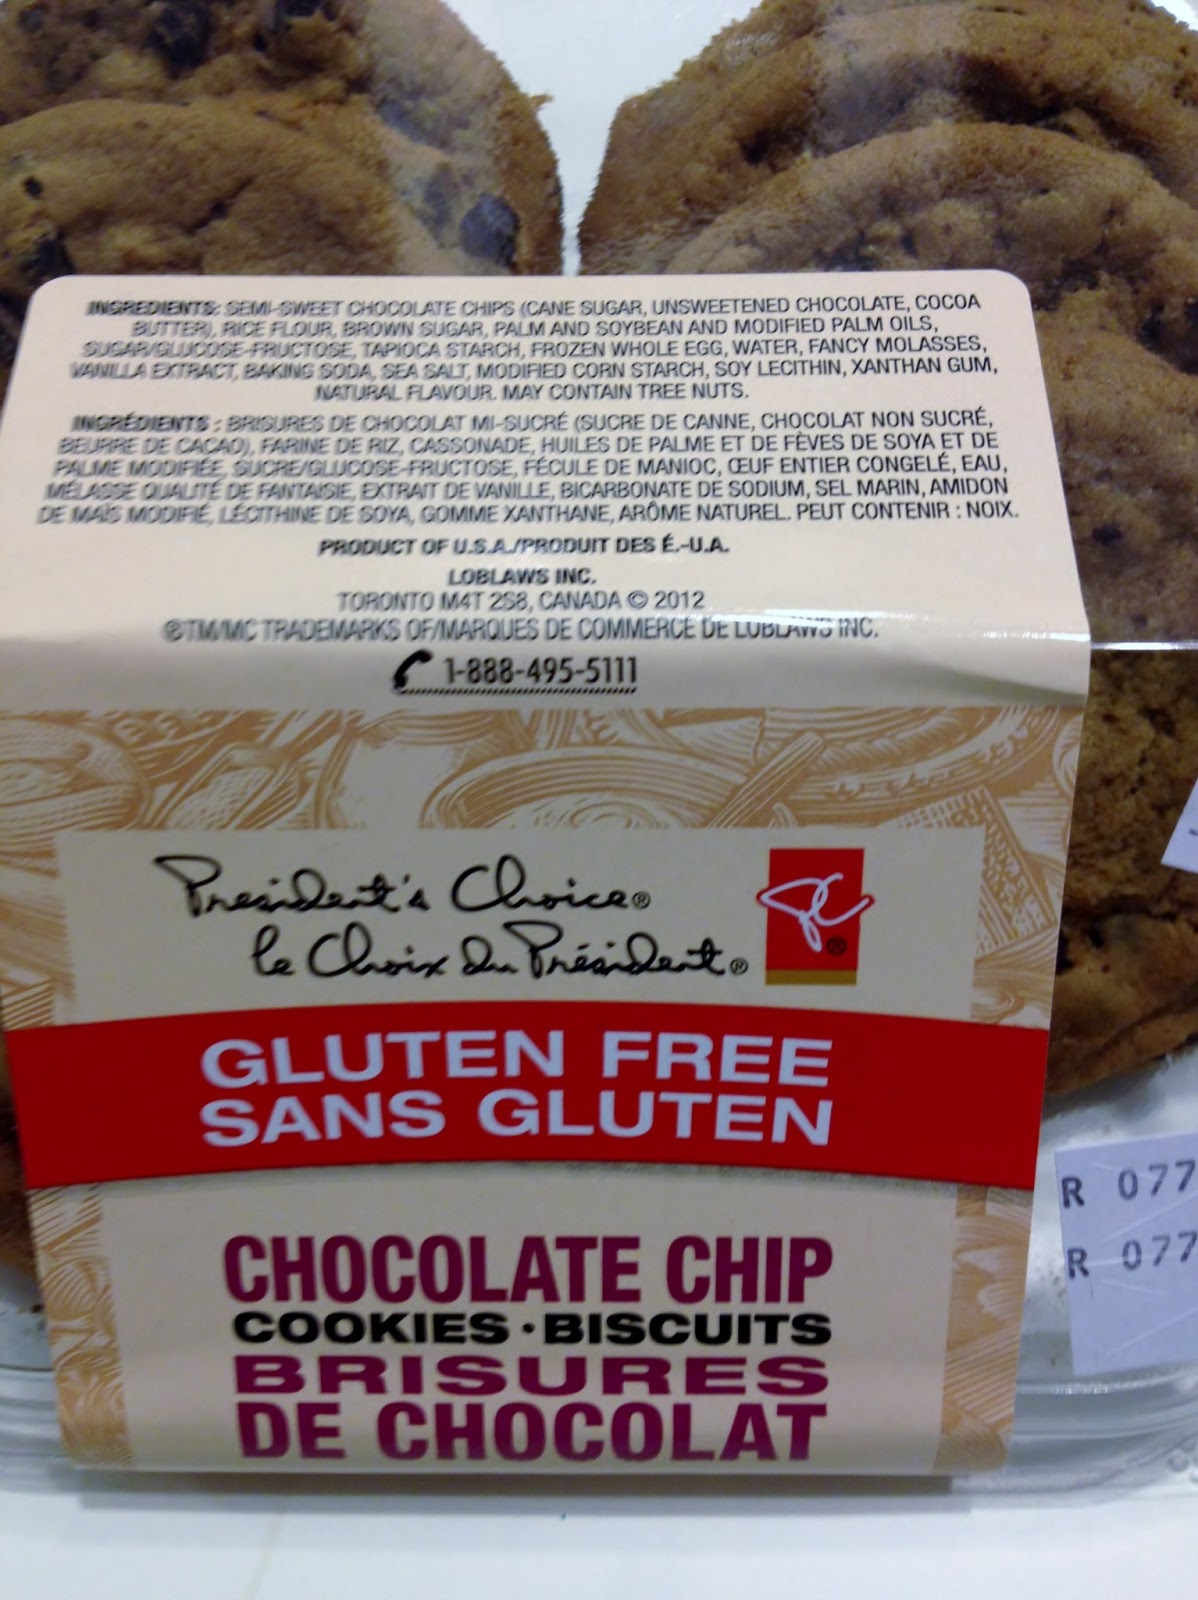 INGREDIENTS: SEMI-SWEET CHOCOLATE CHIPS (CANE SUGAR, UNSWEETENED CHOCOLATE, COCOA
BUTTER), RICE FLOUR, BROWN SUGAR, PALM AND SOYBEAN AND MODIFIED PALM OILS,
SUGAR/GLUCOSE-FRUCTOSE, TAPIOCA STARCH, FROZEN WHOLE EGG, WATER, FANCY MOLASSES,
VANILLA EXTRACT, BAKING SODA, SEA SALT, MODIFIED CORN STARCH, SOY LECITHIN, XANTHAN GUM,
NATURAL FLAVOUR. MAY CONTAIN TREE NUTS.
INGRÉDIENTS : BRISURES DE CHOCOLAT MI-SUCRÉ (SUCRE DE CANNE, CHOCOLAT NON SUCRÉ,
BEURRE DE CACAO), FARINE DE RIZ, CASSONADE, HUILES DE PALME ET DE FÈVES DE SOYA ET DE
PALME MODIFIÉE, SUCRE/GLUCOSE-FRUCTOSE, FÉCULE DE MANIOC, ŒUF ENTIER CONGELÉ, EAU,
MÉLASSE QUALITÉ DE FANTAISIE, EXTRAIT DE VANILLE, BICARBONATE DE SODIUM, SEL MARIN, AMIDON
DE MAÏS MODIFIÉ, LÉCITHINE DE SOYA, GOMME XANTHANE, ARÔME NATUREL. PEUT CONTENIR : NOIX.
PRODUCT OF U.S.A./PRODUIT DES É.-U.A.
LOBLAWS INC.
TORONTO M4T 2S8, CANADA © 2012
®TM/MC TRADEMARKS OF/MARQUES DE COMMERCE DE LOBLAWS INC.
1-888-495-5111
President's Choice®
le Choix du Président®
PC®
GLUTEN FREE
SANS GLUTEN
R 077
R 077
CHOCOLATE CHIP
COOKIES • BISCUITS
BRISURES
DE CHOCOLAT